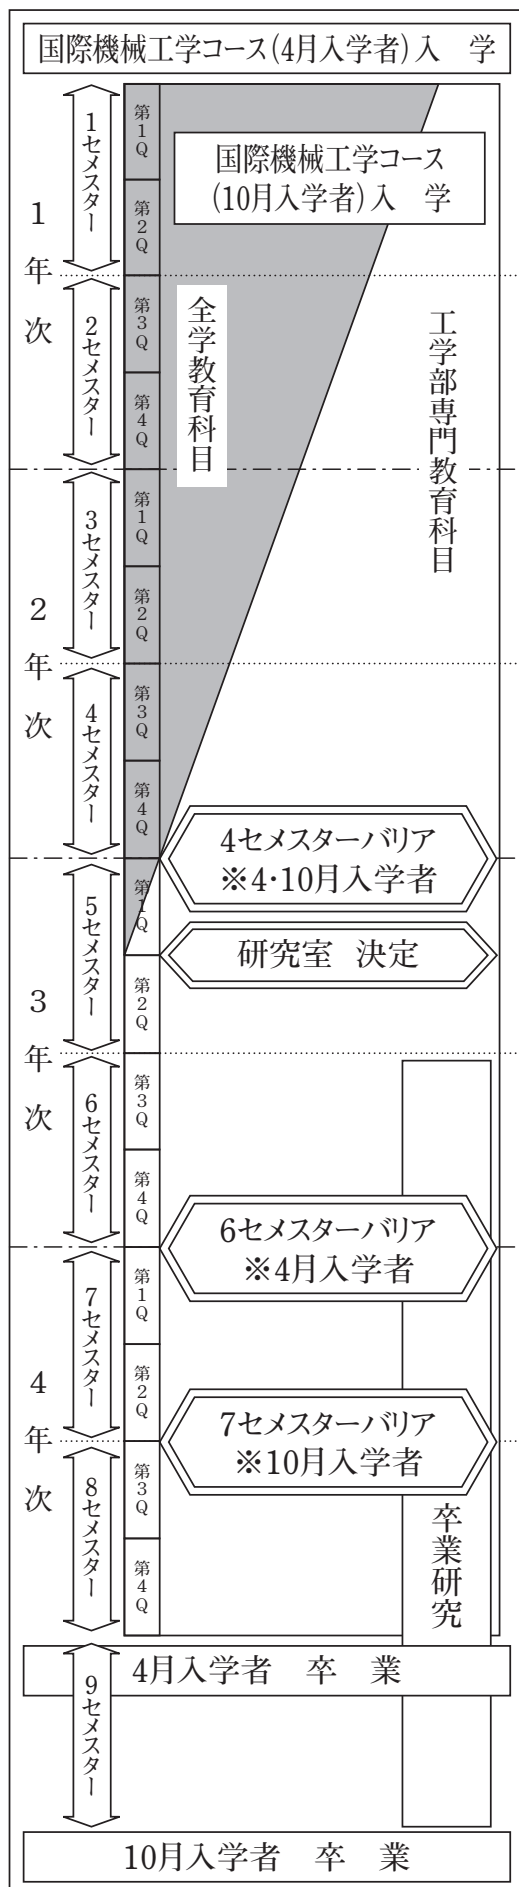 国際機械工学コース(4月入学者)入　学
国際機械工学コース
(10月入学者)入　学
1年次
1セメスター
第1Q
第2Q
2セメスター
第3Q
第4Q
全学教育科目
工学部専門教育科目
2年次
3セメスター
第1Q
第2Q
4セメスター
第3Q
第4Q
4セメスターバリア
※4・10月入学者
3年次
5セメスター
第1Q
研究室　決定
第2Q
6セメスター
第3Q
第4Q
6セメスターバリア
※4月入学者
4年次
7セメスター
第1Q
第2Q
7セメスターバリア
※10月入学者
8セメスター
第3Q
第4Q
卒業研究
4月入学者　卒　業
9セメスター
10月入学者　卒　業